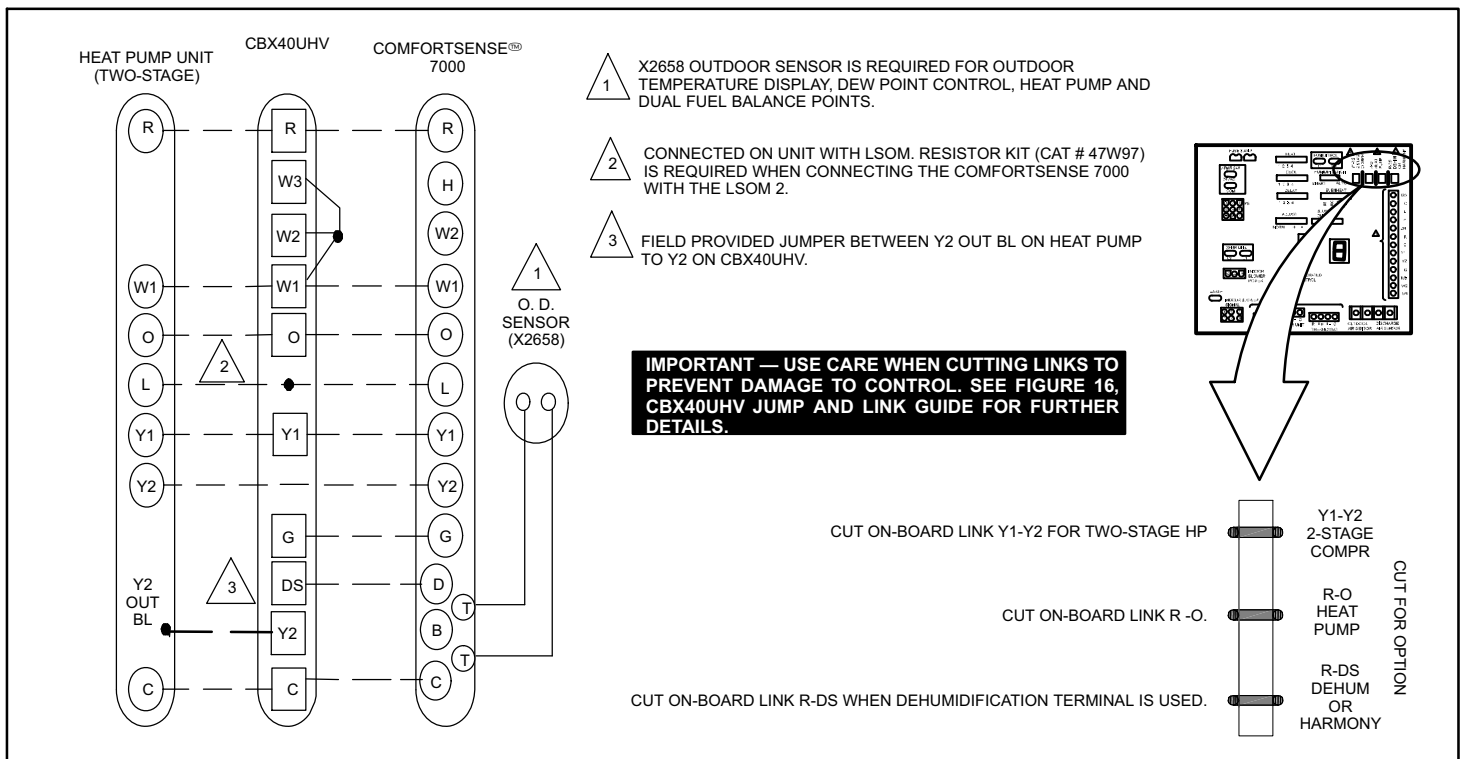 HEAT PUMP UNIT
(TWO-STAGE)
CBX40UHV
COMFORTSENSE™
7000
R
R
R
W3
H
W2
W2
W1
W1
W1
O
O
O
2
L
L
Y1
Y1
Y1
Y2
Y2
G
G
3
DS
D
T
Y2
OUT
BL
Y2
B
T
C
C
C
1
O. D.
SENSOR
(X2658)
1
X2658 OUTDOOR SENSOR IS REQUIRED FOR OUTDOOR
TEMPERATURE DISPLAY, DEW POINT CONTROL, HEAT PUMP AND
DUAL FUEL BALANCE POINTS.
2
CONNECTED ON UNIT WITH LSOM. RESISTOR KIT (CAT # 47W97)
IS REQUIRED WHEN CONNECTING THE COMFORTSENSE 7000
WITH THE LSOM 2.
3
FIELD PROVIDED JUMPER BETWEEN Y2 OUT BL ON HEAT PUMP
TO Y2 ON CBX40UHV.
IMPORTANT — USE CARE WHEN CUTTING LINKS TO
PREVENT DAMAGE TO CONTROL. SEE FIGURE 16,
CBX40UHV JUMP AND LINK GUIDE FOR FURTHER
DETAILS.
CUT ON-BOARD LINK Y1-Y2 FOR TWO-STAGE HP
Y1-Y2
2-STAGE
COMPR
CUT ON-BOARD LINK R -O.
R-O
HEAT
PUMP
CUT ON-BOARD LINK R-DS WHEN DEHUMIDIFICATION TERMINAL IS USED.
R-DS
DEHUM
OR
HARMONY
CUT FOR OPTION